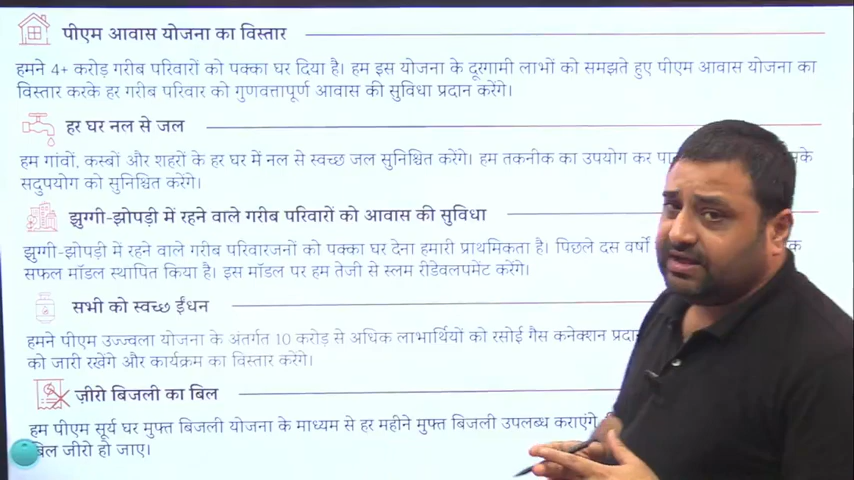 पीएम आवास योजना का विस्तार
हमने 4+ करोड़ गरीब परिवारों को पक्का घर दिया है। हम इस योजना के दूरगामी लाभों को समझते हुए पीएम आवास योजना का
विस्तार करके हर गरीब परिवार को गुणवत्तापूर्ण आवास की सुविधा प्रदान करेंगे।
हर घर नल से जल
हम गांवों, कस्बों और शहरों के हर घर में नल से स्वच्छ जल सुनिश्चित करेंगे। हम तकनीक का उपयोग कर
सदुपयोग को सुनिश्चित करेंगे।
झुग्गी-झोपड़ी में रहने वाले गरीब परिवारों को आवास की सुविधा
झुग्गी-झोपड़ी में रहने वाले गरीब परिवारजनों को पक्का घर देना हमारी प्राथमिकता है। पिछले दस वर्षों
सफल मॉडल स्थापित किया है। इस मॉडल पर हम तेजी से स्लम रीडेवलपमेंट करेंगे।
सभी को स्वच्छ ईंधन
हमने पीएम उज्ज्वला योजना के अंतर्गत 10 करोड़ से अधिक लाभार्थियों को रसोई गैस कनेक्शन
को जारी रखेंगे और कार्यक्रम का विस्तार करेंगे।
ज़ीरो बिजली का बिल
हम पीएम सूर्य घर मुफ्त बिजली योजना के माध्यम से हर महीने मुफ्त बिजली उपलब्ध कराएंगे
बिल जीरो हो जाए।